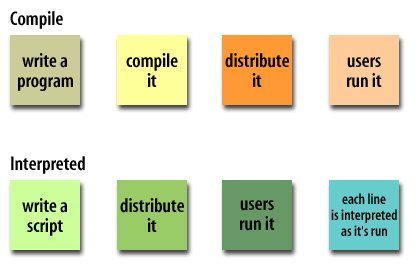 Compile
write a
program
compile
it
distribute
it
users
run it
Interpreted
write a
script
distribute
it
users
run it
each line
is interpreted
as it's run